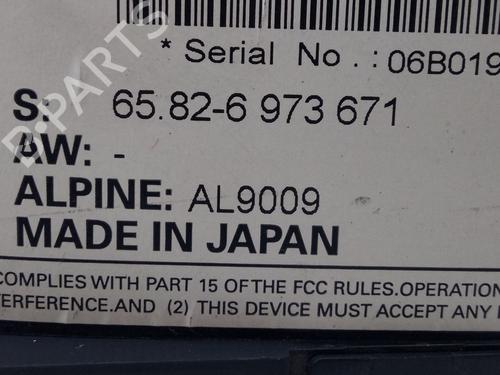 * Serial No . : 06B019
S: 65.82-6 973 671
AW: -
ALPINE: AL9009
MADE IN JAPAN
COMPLIES WITH PART 15 OF THE FCC RULES.OPERATION
TERFERENCE.AND (2) THIS DEVICE MUST ACCEPT ANY
B-PARTS